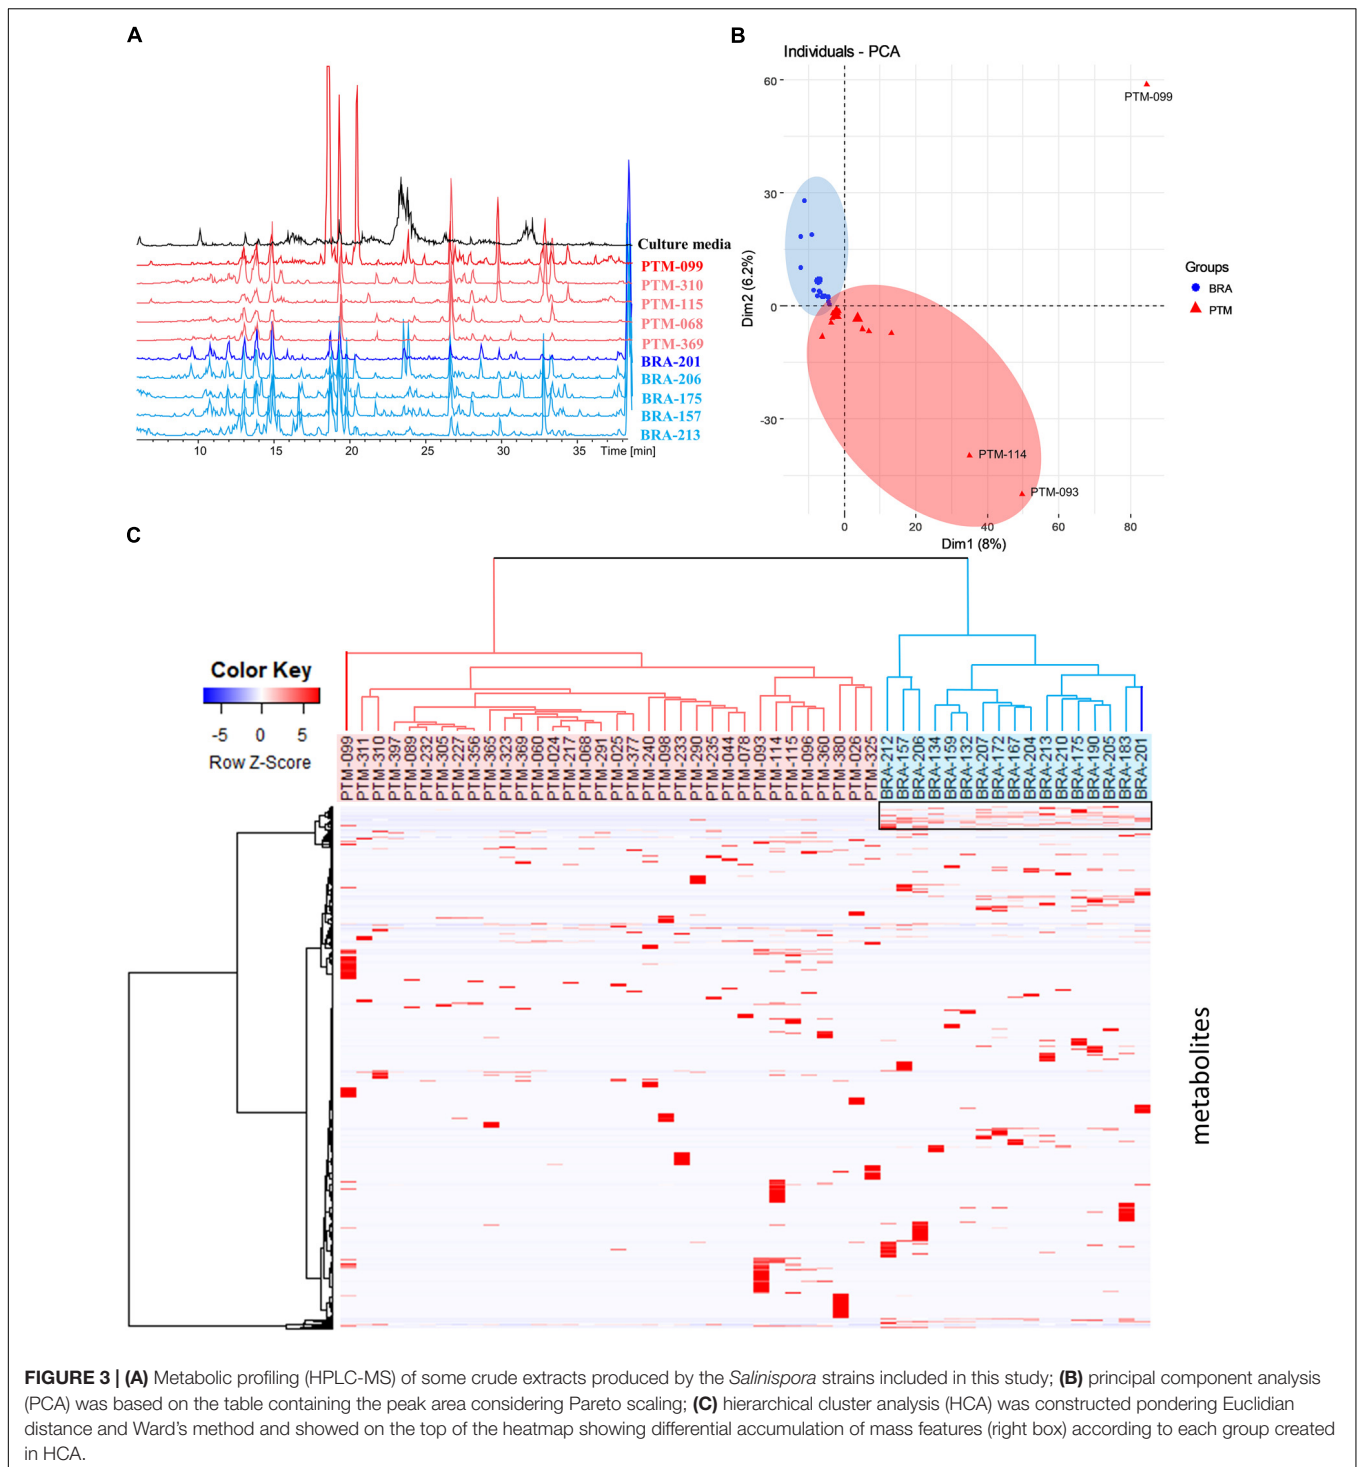 A
Culture media
PTM-099
PTM-310
PTM-115
PTM-068
PTM-369
BRA-201
BRA-206
BRA-175
BRA-157
BRA-213
10 15 20 25 30 35 Time [min]
B
Individuals - PCA
60
30
0
-30
Dim2 (6.2%)
PTM-099
PTM-114
PTM-093
0 20 40 60 80
Dim1 (8%)
Groups
BRA
PTM
C
Color Key
-5 0 5
Row Z-Score
PTM-099
PTM-311
PTM-310
PTM-397
PTM-089
PTM-232
PTM-305
PTM-227
PTM-356
PTM-365
PTM-323
PTM-369
PTM-060
PTM-024
PTM-217
PTM-068
PTM-291
PTM-025
PTM-377
PTM-240
PTM-098
PTM-233
PTM-290
PTM-235
PTM-044
PTM-078
PTM-093
PTM-114
PTM-115
PTM-096
PTM-360
PTM-380
PTM-026
PTM-325
BRA-212
BRA-157
BRA-206
BRA-134
BRA-159
BRA-132
BRA-207
BRA-172
BRA-167
BRA-204
BRA-213
BRA-210
BRA-175
BRA-190
BRA-205
BRA-183
BRA-201
metabolites
FIGURE 3 | (A) Metabolic profiling (HPLC-MS) of some crude extracts produced by the Salinispora strains included in this study; (B) principal component analysis
(PCA) was based on the table containing the peak area considering Pareto scaling; (C) hierarchical cluster analysis (HCA) was constructed pondering Euclidian
distance and Ward's method and showed on the top of the heatmap showing differential accumulation of mass features (right box) according to each group created
in HCA.